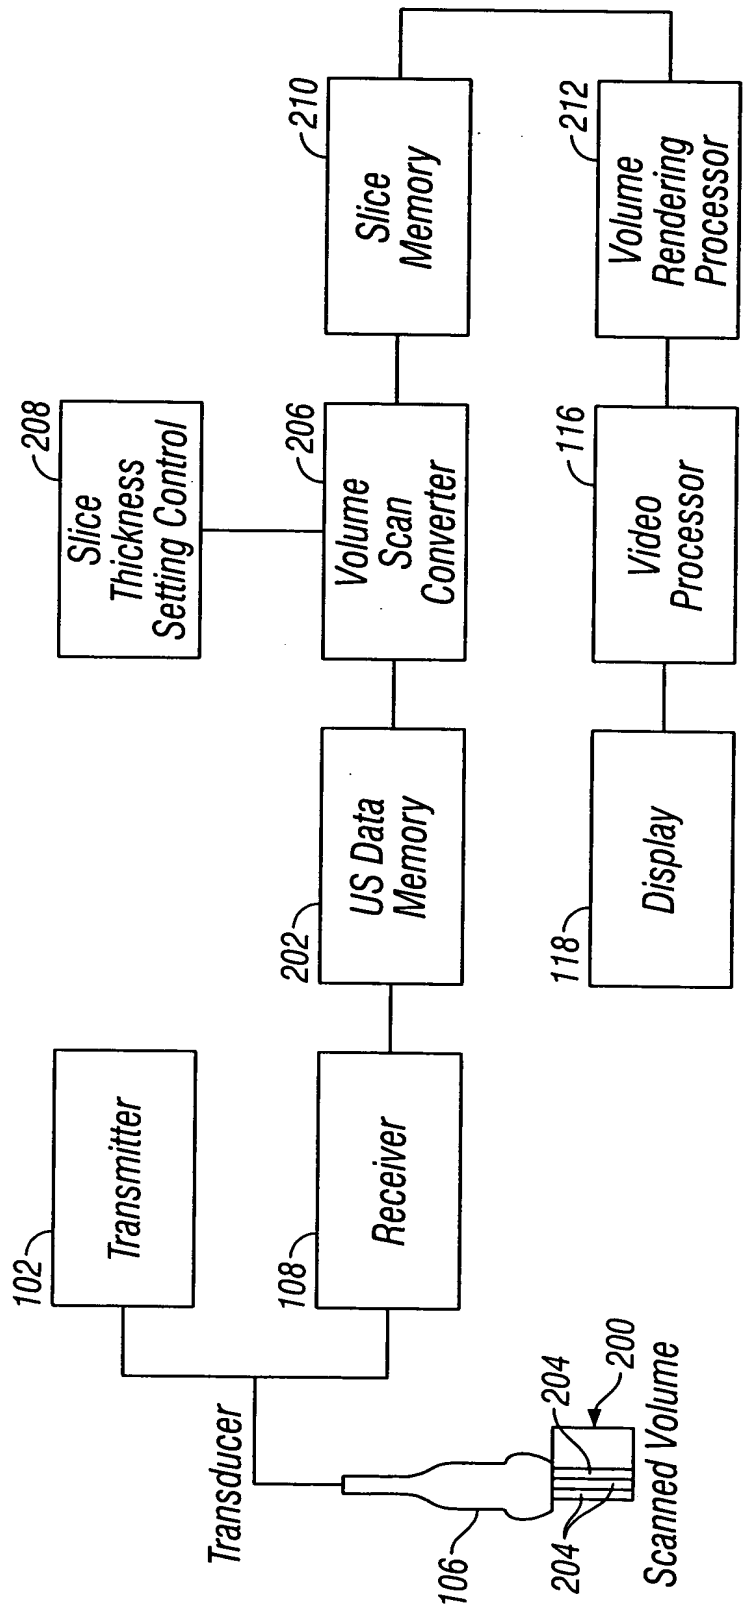 102
Transmitter
208
Slice
Thickness
Setting Control
Transducer
108
Receiver
202
US Data
Memory
206
Volume
Scan
Converter
210
Slice
Memory
106
204
204
200
Scanned Volume
118
Display
116
Video
Processor
212
Volume
Rendering
Processor